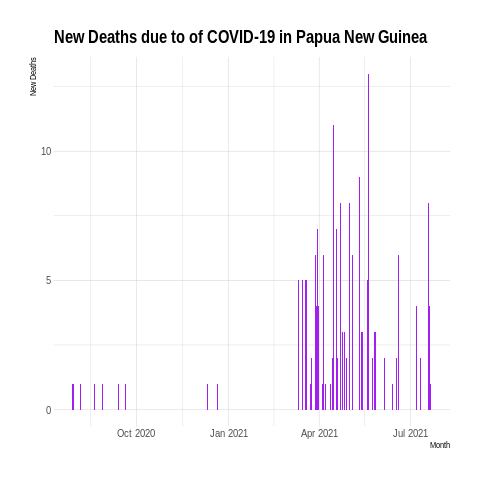 New Deaths due to of COVID-19 in Papua New Guinea
New Deaths
10
5
0
Oct 2020 Jan 2021 Apr 2021 Jul 2021
Month